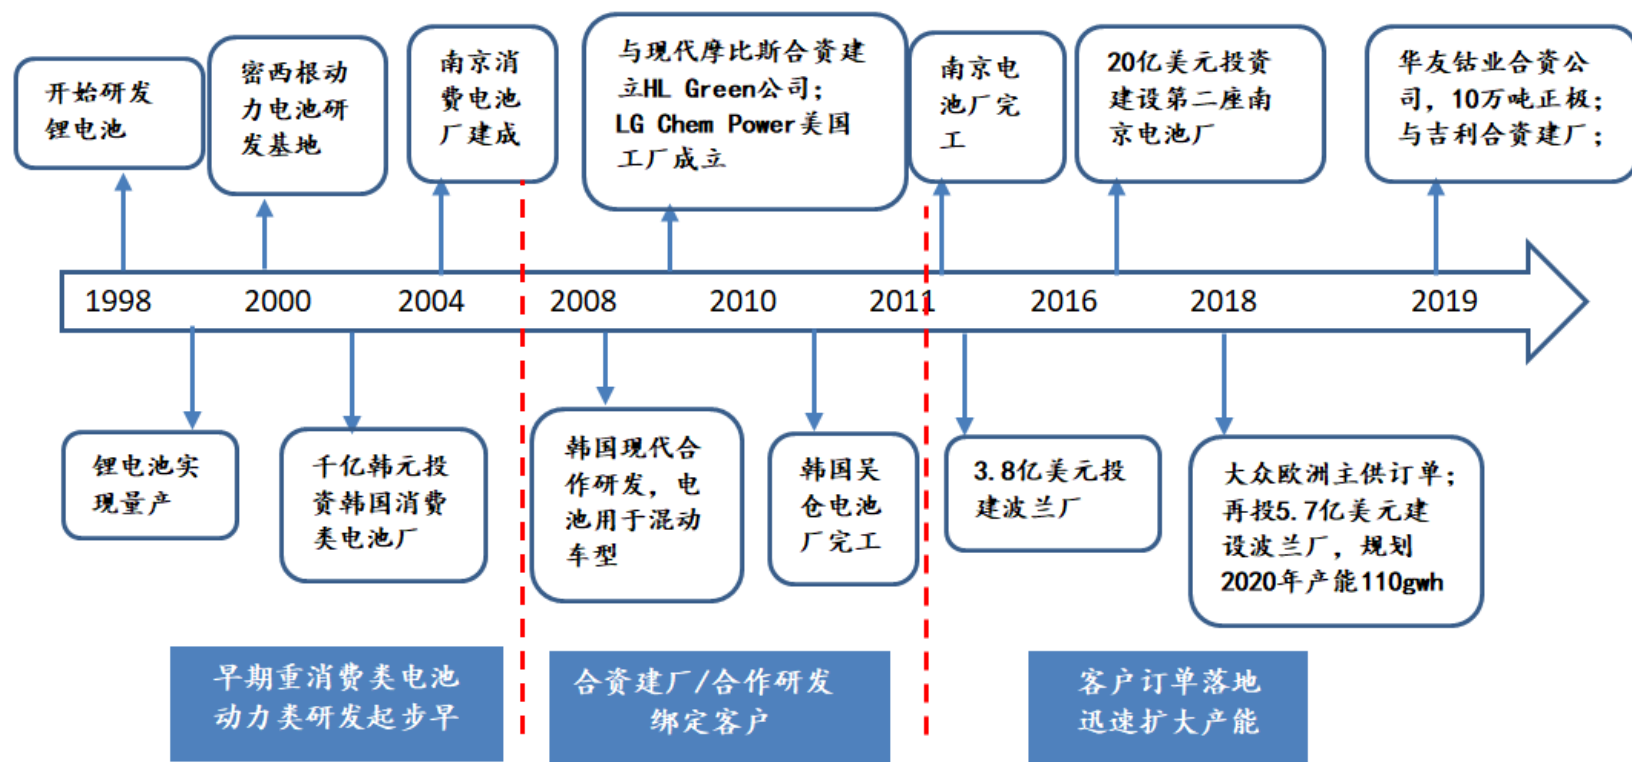 开始研发
锂电池
密西根动
力电池研
发基地
南京消
费电池
厂建成
与现代摩比斯合资建
立HL Green公司；
LG Chem Power美国
工厂成立
南京电
池厂完
工
20亿美元投资
建设第二座南
京电池厂
华友钴业合资公
司，10万吨正极；
与吉利合资建厂；
1998 2000 2004 2008 2010 2011 2016 2018 2019
锂电池实
现量产
千亿韩元投
资韩国消费
类电池厂
韩国现代合
作研发，电
池用于混动
车型
韩国吴
仓电池
厂完工
3.8亿美元投
建波兰厂
大众欧洲主供订单；
再投5.7亿美元建
设波兰厂，规划
2020年产能110gwh
早期重消费类电池
动力类研发起步早
合资建厂/合作研发
绑定客户
客户订单落地
迅速扩大产能